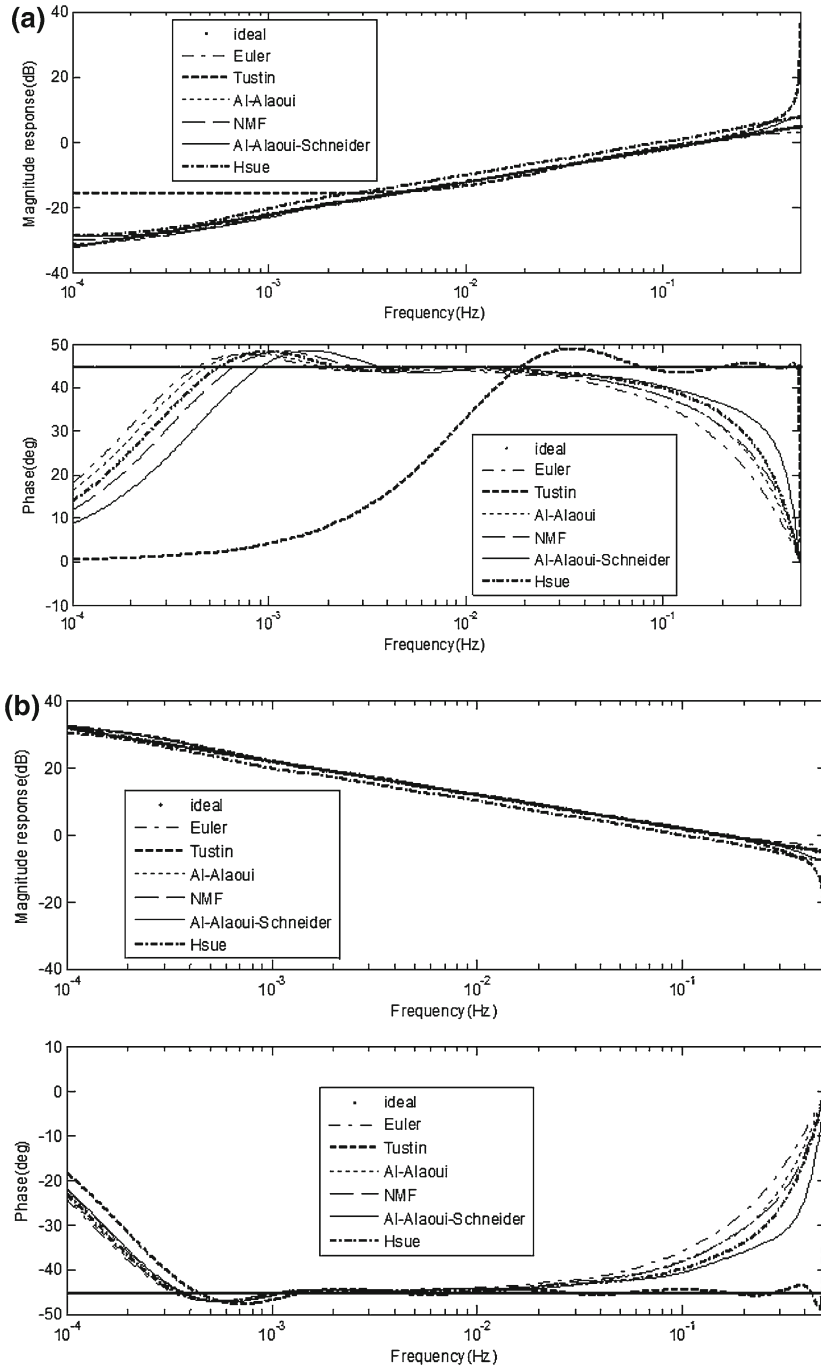 (a)
40
20
0
-20
-40
Magnitude response(dB)
ideal
Euler
Tustin
Al-Alaoui
NMF
Al-Alaoui-Schneider
Hsue
10-4
10-3
10-2
10-1
Frequency(Hz)
50
40
30
20
10
0
-10
Phase(deg)
ideal
Euler
Tustin
Al-Alaoui
NMF
Al-Alaoui-Schneider
Hsue
10-4
10-3
10-2
10-1
Frequency(Hz)
(b)
40
20
0
-20
-40
Magnitude response(dB)
ideal
Euler
Tustin
Al-Alaoui
NMF
Al-Alaoui-Schneider
Hsue
10-4
10-3
10-2
10-1
Frequency(Hz)
10
0
-10
-20
-30
-40
-50
Phase(deg)
ideal
Euler
Tustin
Al-Alaoui
NMF
Al-Alaoui-Schneider
Hsue
10-4
10-3
10-2
10-1
Frequency(Hz)